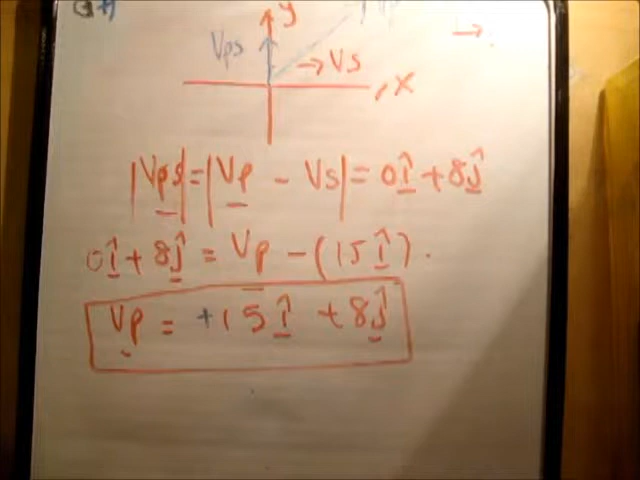 y
Vps
→ Vs
x
|Vps| = |Vp - Vs| = 0î + 8ĵ
0î + 8ĵ = Vp - (15î).
Vp = +15î + 8ĵ